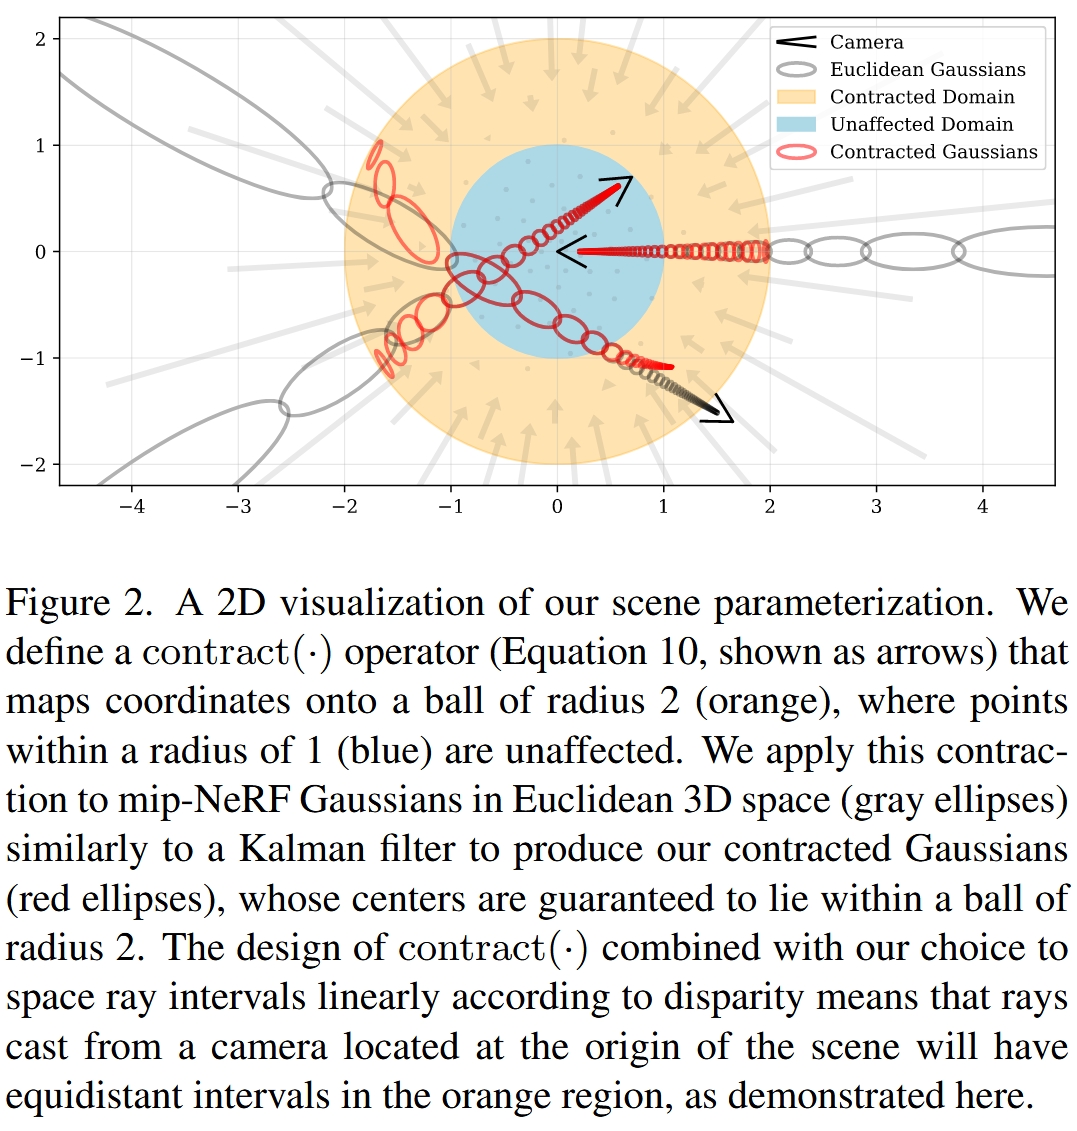 2
1
0
−1
−2
−4
−3
−2
−1
0
1
2
3
4
Camera
Euclidean Gaussians
Contracted Domain
Unaffected Domain
Contracted Gaussians
Figure 2. A 2D visualization of our scene parameterization. We
define a contract(·) operator (Equation 10, shown as arrows) that
maps coordinates onto a ball of radius 2 (orange), where points
within a radius of 1 (blue) are unaffected. We apply this contrac-
tion to mip-NeRF Gaussians in Euclidean 3D space (gray ellipses)
similarly to a Kalman filter to produce our contracted Gaussians
(red ellipses), whose centers are guaranteed to lie within a ball of
radius 2. The design of contract(·) combined with our choice to
space ray intervals linearly according to disparity means that rays
cast from a camera located at the origin of the scene will have
equidistant intervals in the orange region, as demonstrated here.